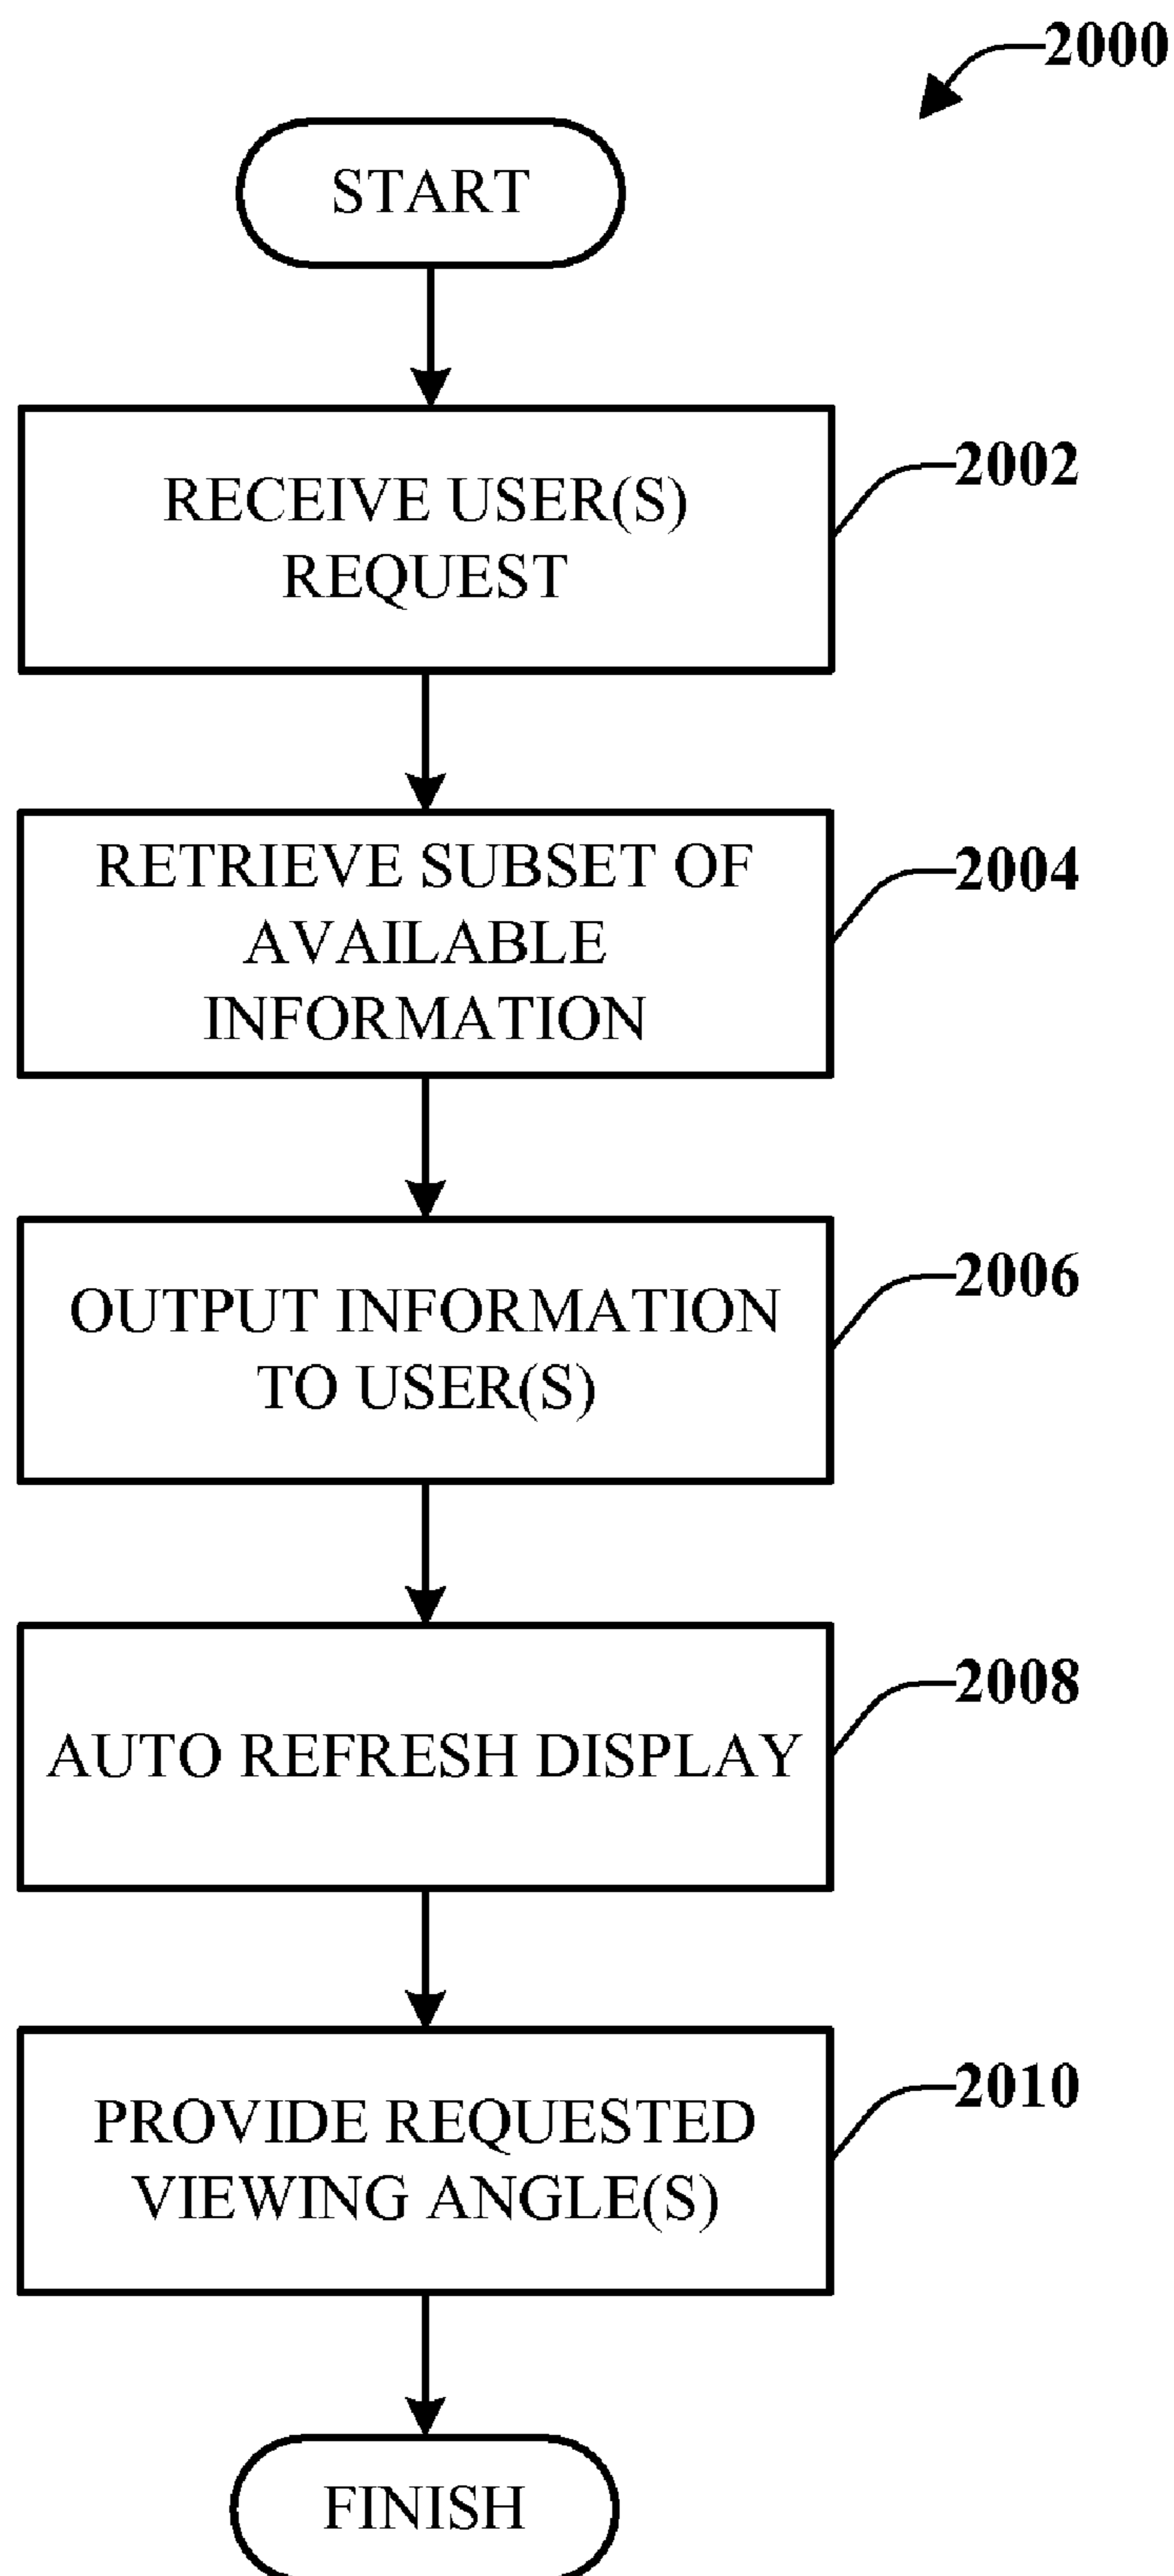 2000
START
RECEIVE USER(S)
REQUEST
2002
RETRIEVE SUBSET OF
AVAILABLE
INFORMATION
2004
OUTPUT INFORMATION
TO USER(S)
2006
AUTO REFRESH DISPLAY
2008
PROVIDE REQUESTED
VIEWING ANGLE(S)
2010
FINISH